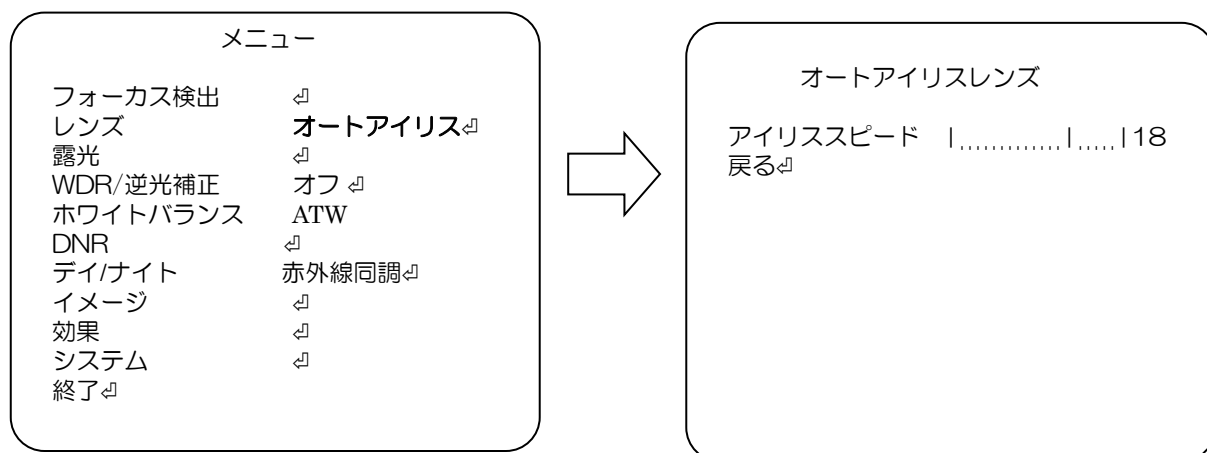 メニュー
フォーカス検出 ⏎
レンズ オートアイリス⏎
露光 ⏎
WDR/逆光補正 オフ ⏎
ホワイトバランス ATW
DNR ⏎
デイ/ナイト 赤外線同調⏎
イメージ ⏎
効果 ⏎
システム ⏎
終了⏎
オートアイリスレンズ
アイリススピード |.............|.....|18
戻る⏎